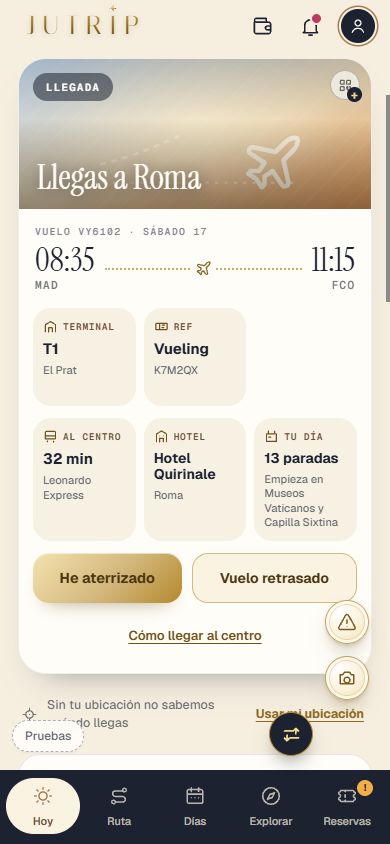 JUTRIP
LLEGADA
Llegas a Roma
VUELO VY6102 · SÁBADO 17
08:35
11:15
MAD
FCO
TERMINAL
T1
El Prat
REF
Vueling
K7M2QX
AL CENTRO
32 min
Leonardo
Express
HOTEL
Hotel
Quirinale
Roma
TU DÍA
13 paradas
Empieza en
Museos
Vaticanos y
Capilla Sixtina
He aterrizado
Vuelo retrasado
Cómo llegar al centro
Sin tu ubicación no sabemos
do llegas
Usar mi ubicación
Pruebas
Hoy
Ruta
Días
Explorar
Reservas
!